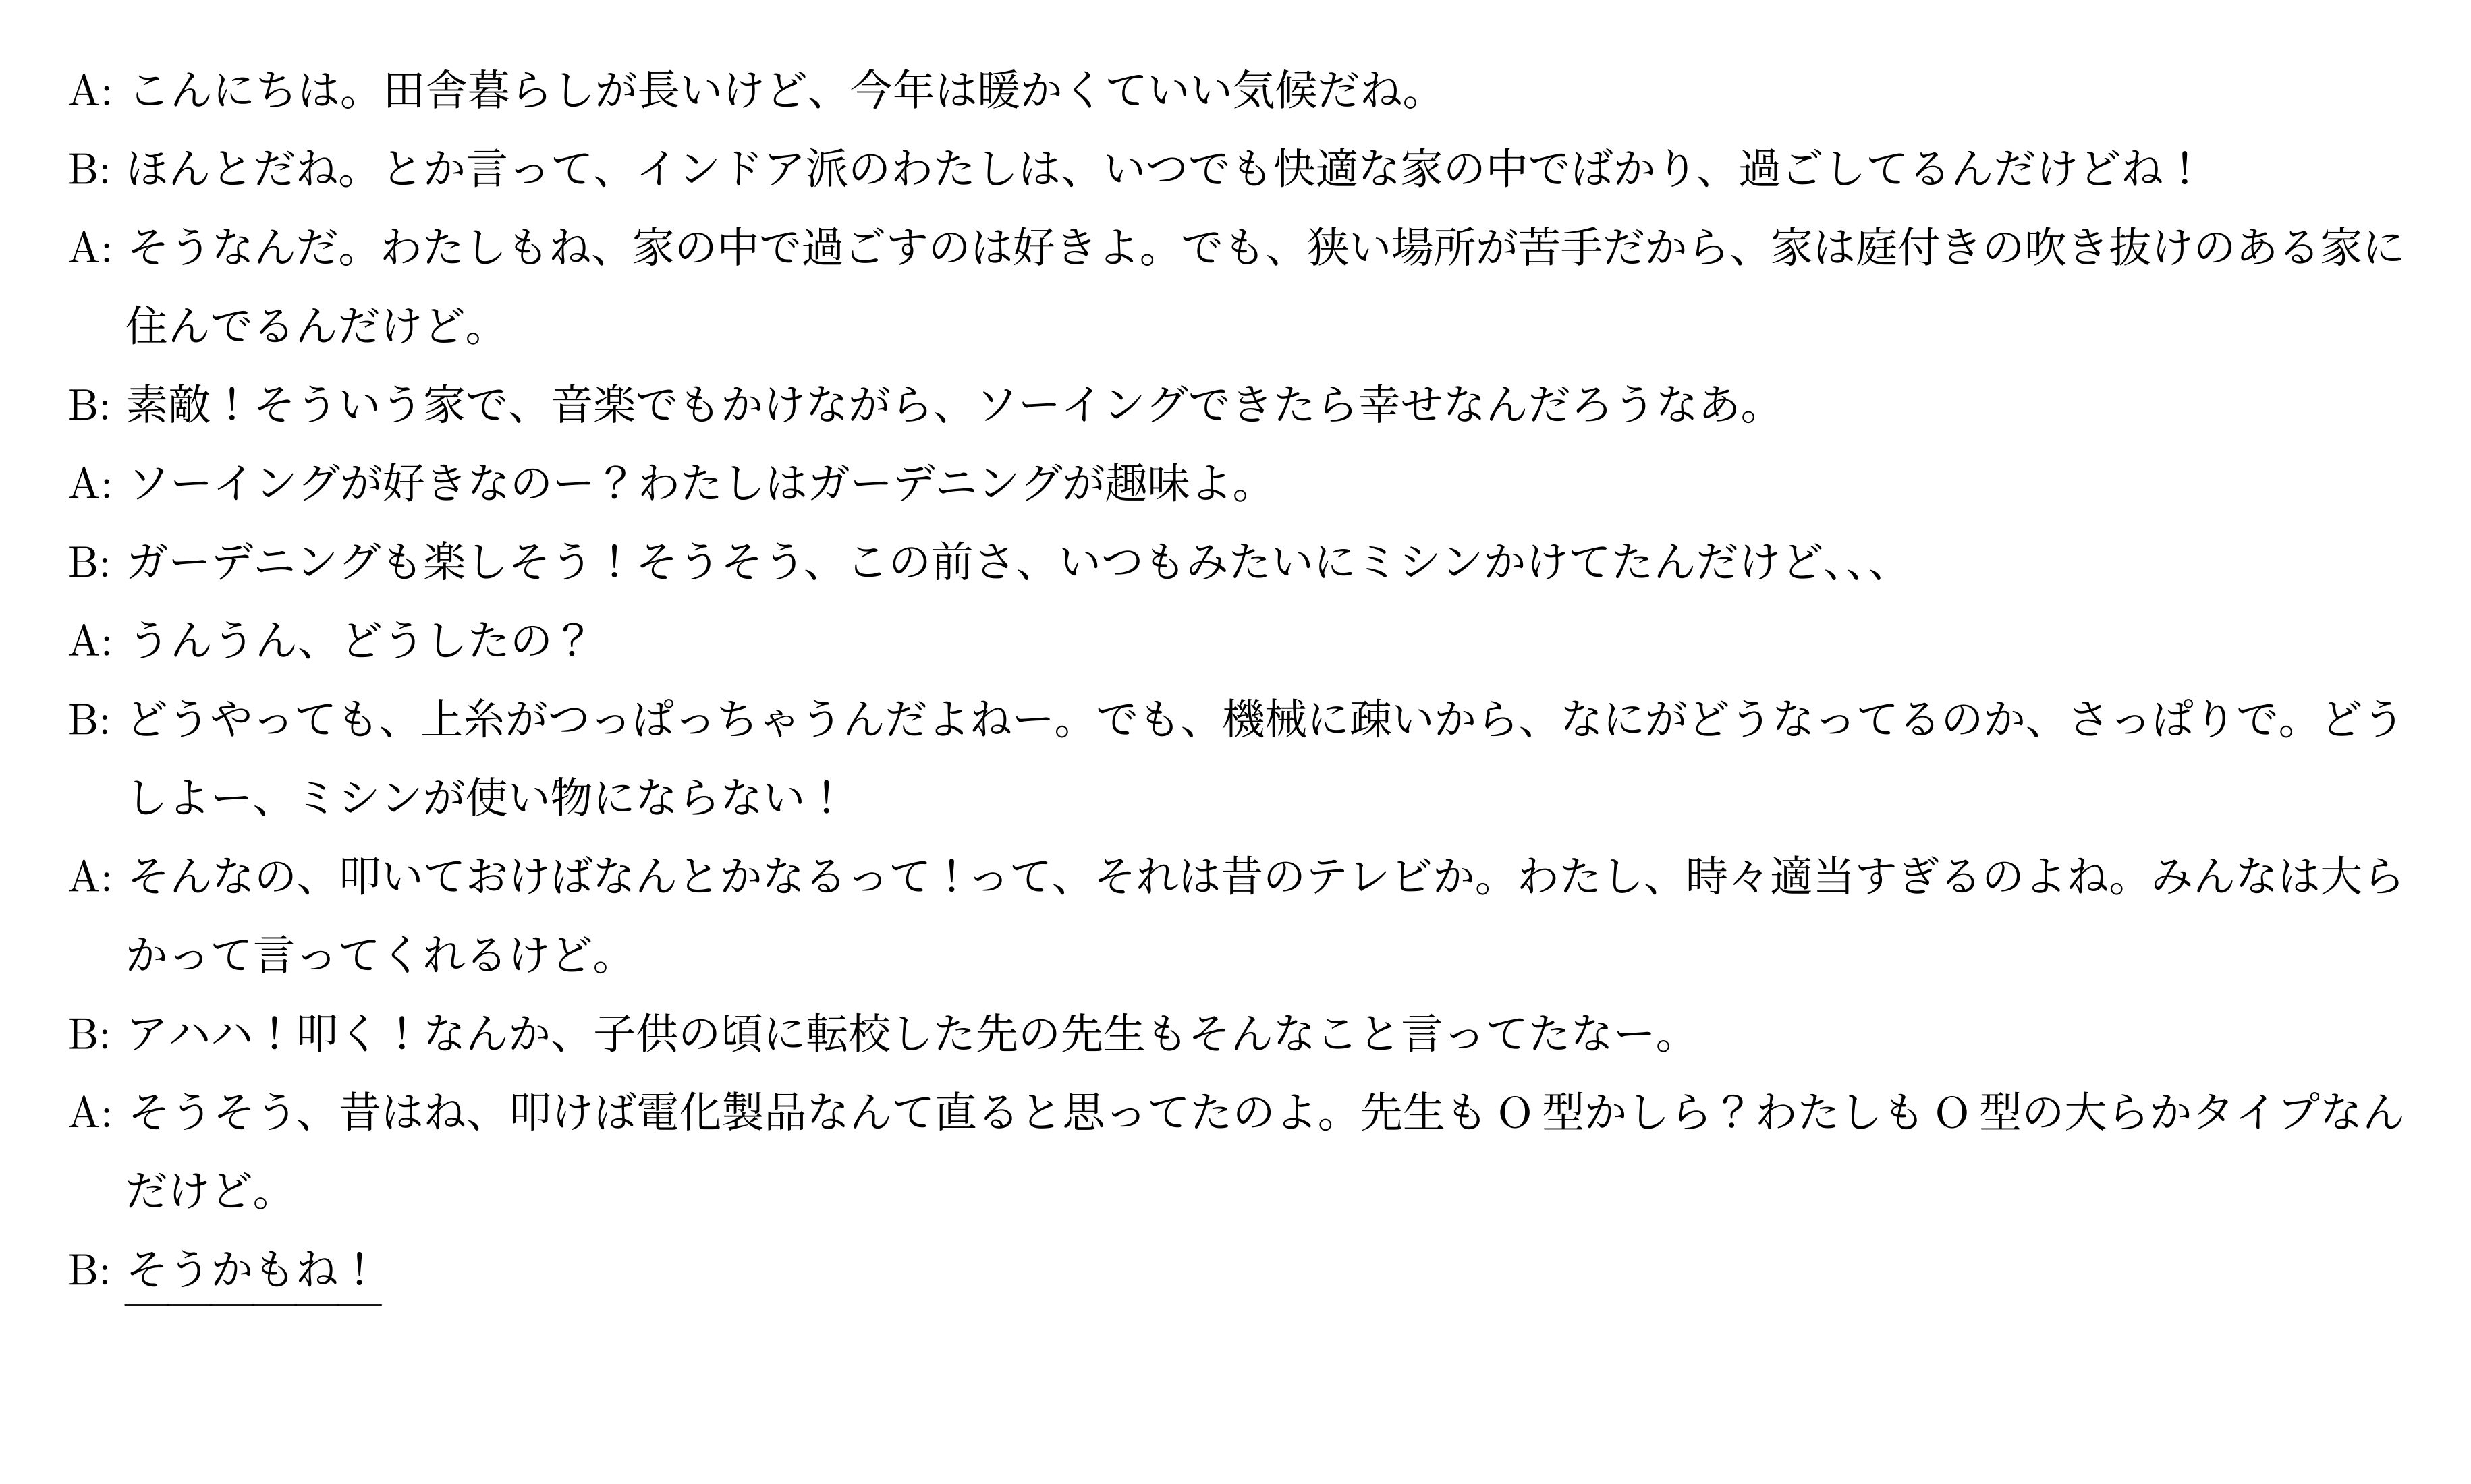 A: こんにちは。田舎暮らしが長いけど、今年は暖かくていい気候だね。
B: ほんとだね。とか言って、インドア派のわたしは、いつでも快適な家の中でばかり、過ごしてるんだけどね！
A: そうなんだ。わたしもね、家の中で過ごすのは好きよ。でも、狭い場所が苦手だから、家は庭付きの吹き抜けのある家に
住んでるんだけど。
B: 素敵！そういう家で、音楽でもかけながら、ソーイングできたら幸せなんだろうなあ。
A: ソーイングが好きなのー？わたしはガーデニングが趣味よ。
B: ガーデニングも楽しそう！そうそう、この前さ、いつもみたいにミシンかけてたんだけど、、、
A: うんうん、どうしたの？
B: どうやっても、上糸がつっぱっちゃうんだよねー。でも、機械に疎いから、なにがどうなってるのか、さっぱりで。どう
しよー、ミシンが使い物にならない！
A: そんなの、叩いておけばなんとかなるって！って、それは昔のテレビか。わたし、時々適当すぎるのよね。みんなは大ら
かって言ってくれるけど。
B: アハハ！叩く！なんか、子供の頃に転校した先の先生もそんなこと言ってたなー。
A: そうそう、昔はね、叩けば電化製品なんて直ると思ってたのよ。先生も O 型かしら？わたしも O 型の大らかタイプなん
だけど。
B: そうかもね！